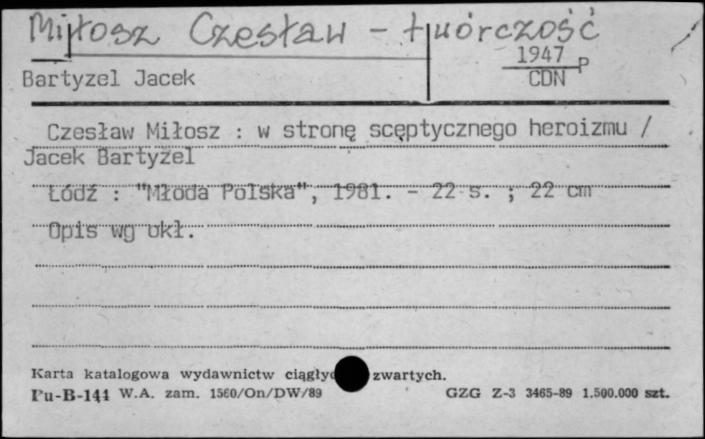 Miłosz Czesław - twórczość
1947 p
CDN
Bartyzel Jacek
Czesław Miłosz : w stronę sceptycznego heroizmu /
Jacek Bartyzel
Łódź : "Młoda Polska", 1981. - 22 s. ; 22 cm
Opis wg okł.
Karta katalogowa wydawnictw zwartych.
Pu-B-141 W.A. zam. 1560/On/DW/89 GZG Z-3 3465-89 1.500.000 szt.